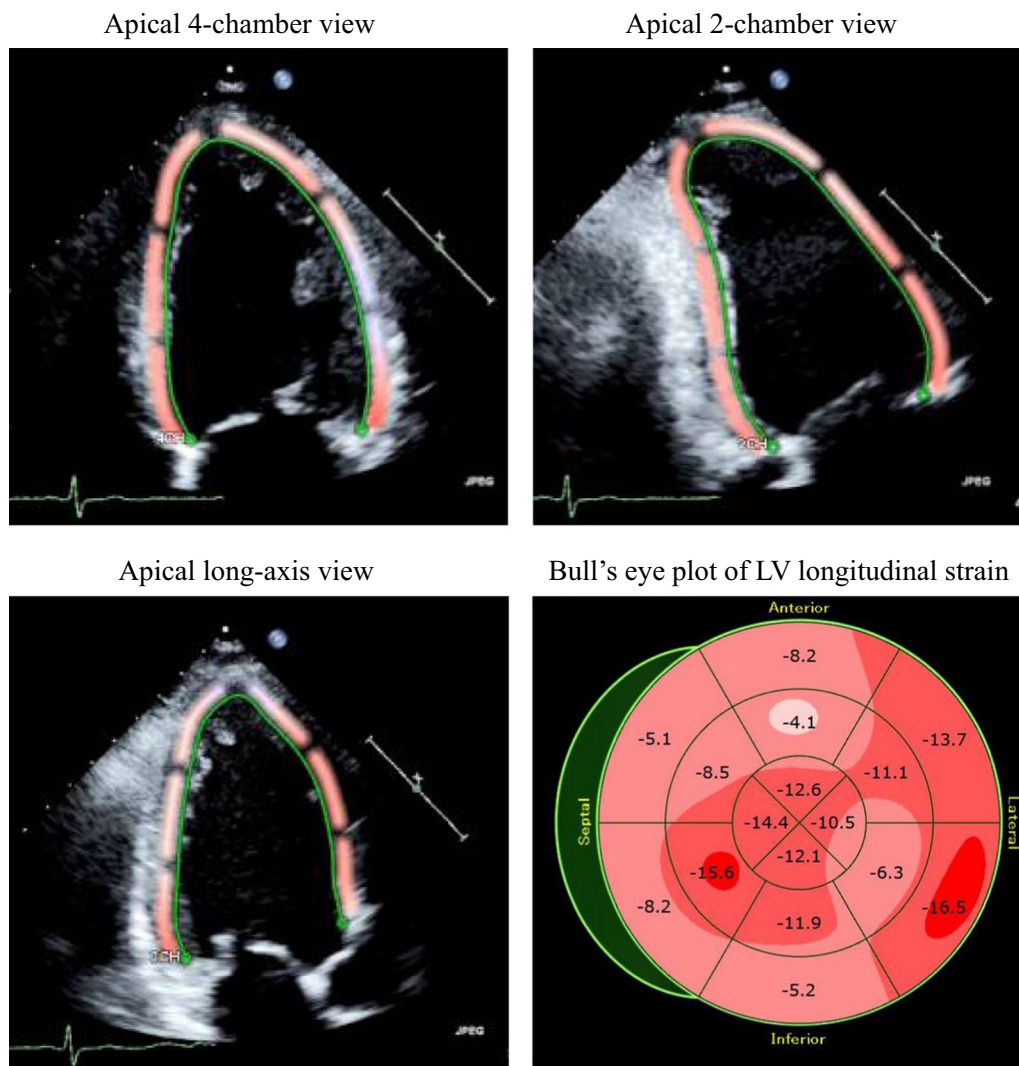 Apical 4-chamber view
Apical 2-chamber view
4CH
JPEG
2CH
JPEG
Apical long-axis view
Bull's eye plot of LV longitudinal strain
3CH
JPEG
Anterior
-8.2
-4.1
-5.1
-13.7
-8.5
-11.1
-12.6
Septal
-14.4
-10.5
Lateral
-12.1
-15.6
-6.3
-8.2
-16.5
-11.9
-5.2
Inferior